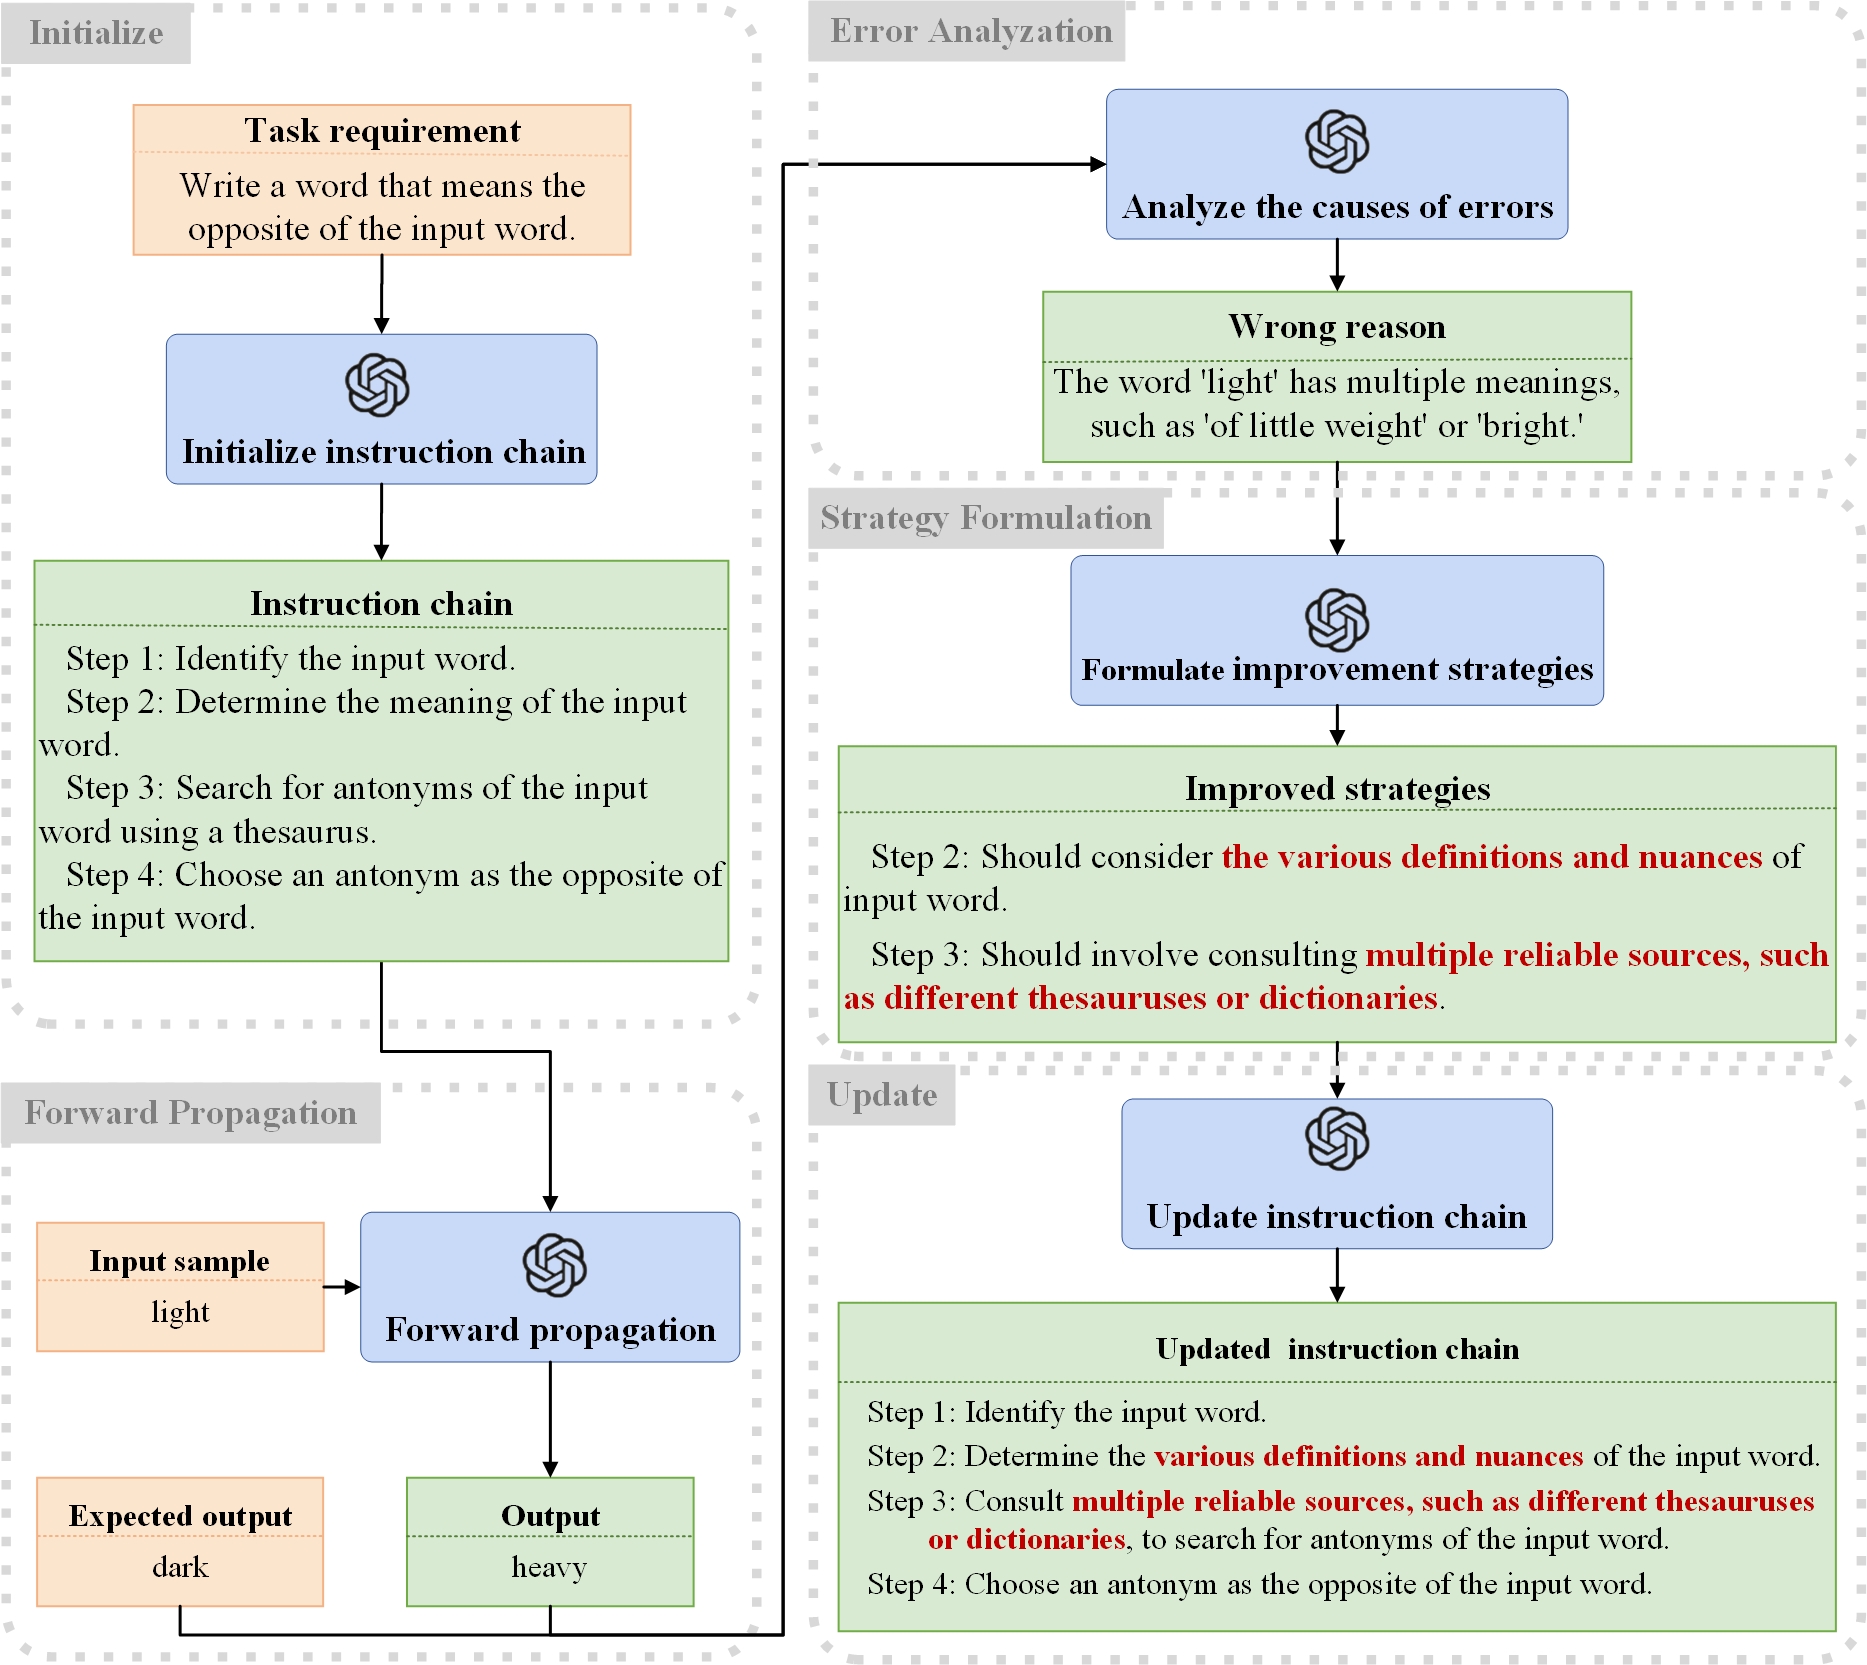 Initialize
Task requirement
Write a word that means the
opposite of the input word.
Initialize instruction chain
Instruction chain
Step 1: Identify the input word.
Step 2: Determine the meaning of the input
word.
Step 3: Search for antonyms of the input
word using a thesaurus.
Step 4: Choose an antonym as the opposite of
the input word.
Forward Propagation
Input sample
light
Forward propagation
Expected output
dark
Output
heavy
Error Analyzation
Analyze the causes of errors
Wrong reason
The word 'light' has multiple meanings,
such as 'of little weight' or 'bright.'
Strategy Formulation
Formulate improvement strategies
Improved strategies
Step 2: Should consider the various definitions and nuances of
input word.
Step 3: Should involve consulting multiple reliable sources, such
as different thesauruses or dictionaries.
Update
Update instruction chain
Updated instruction chain
Step 1: Identify the input word.
Step 2: Determine the various definitions and nuances of the input word.
Step 3: Consult multiple reliable sources, such as different thesauruses
or dictionaries, to search for antonyms of the input word.
Step 4: Choose an antonym as the opposite of the input word.